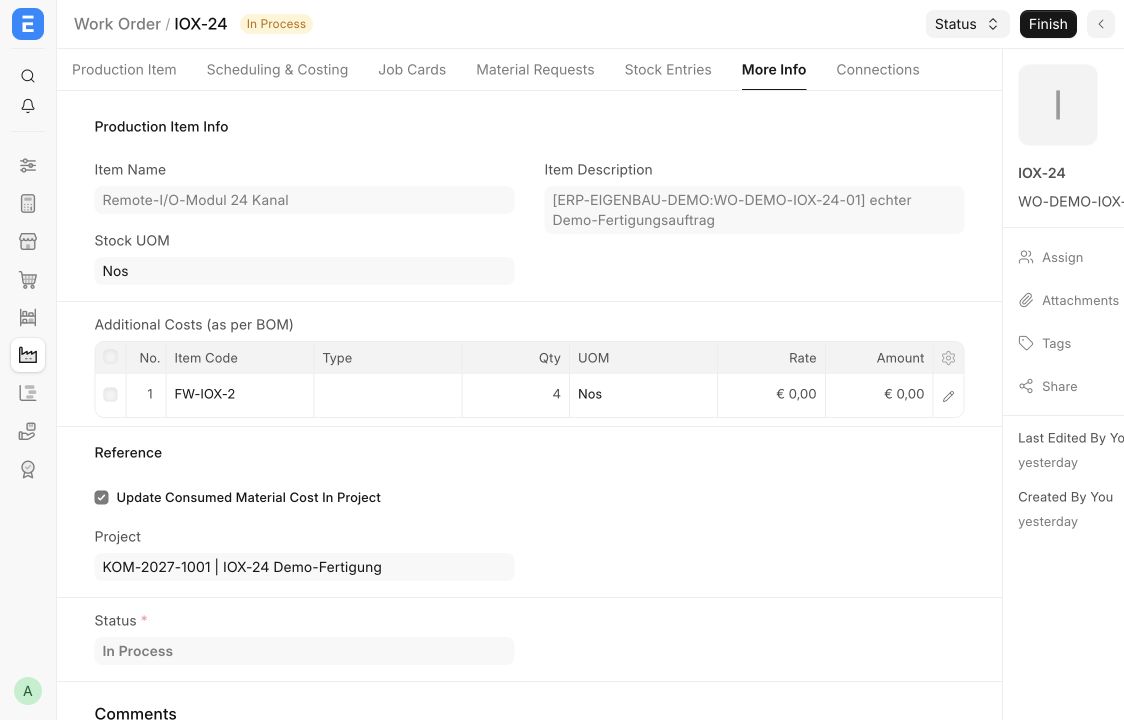 Work Order / IOX-24 In Process Status Finish
Production Item Scheduling & Costing Job Cards Material Requests Stock Entries More Info Connections
Production Item Info
Item Name
Remote-I/O-Modul 24 Kanal
Item Description
[ERP-EIGENBAU-DEMO:WO-DEMO-IOX-24-01] echter
Demo-Fertigungsauftrag
Stock UOM
Nos
Additional Costs (as per BOM)
No. Item Code Type Qty UOM Rate Amount
1 FW-IOX-2 4 Nos € 0,00 € 0,00
Reference
Update Consumed Material Cost In Project
Project
KOM-2027-1001 | IOX-24 Demo-Fertigung
Status *
In Process
Comments
I
IOX-24
WO-DEMO-IOX-
Assign
Attachments
Tags
Share
Last Edited By Yo
yesterday
Created By You
yesterday
E
A